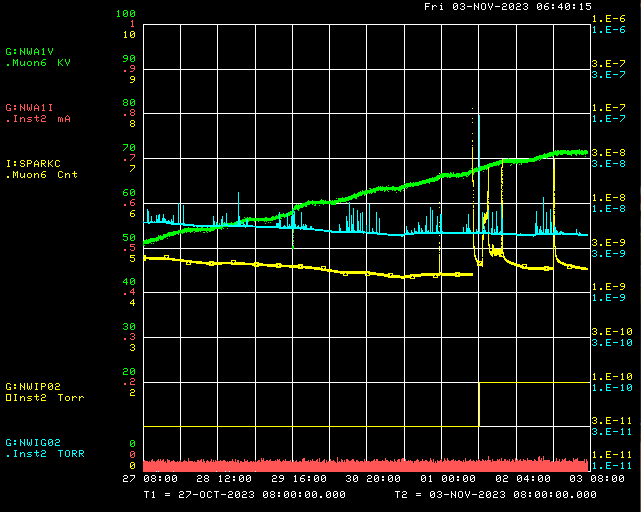 Fri 03-NOV-2023 06:40:15
100
1
10
1.E-6
1.E-6
G:NWA1V
.Muon6 KV
90
.9
9
3.E-7
3.E-7
G:NWA1I
.Inst2 mA
80
.8
8
1.E-7
1.E-7
I:SPARKC
.Muon6 Cnt
70
.7
7
3.E-8
3.E-8
60
.6
6
1.E-8
1.E-8
50
.5
5
3.E-9
3.E-9
40
.4
4
1.E-9
1.E-9
30
.3
3
3.E-10
3.E-10
G:NWIP02
Inst2 Torr
20
.2
2
1.E-10
1.E-10
3.E-11
3.E-11
G:NWIG02
.Inst2 TORR
0
0
0
1.E-11
1.E-11
27 08:00 28 12:00 29 16:00 30 20:00 01 00:00 02 04:00 03 08:00
T1 = 27-OCT-2023 08:00:00.000 T2 = 03-NOV-2023 08:00:00.000